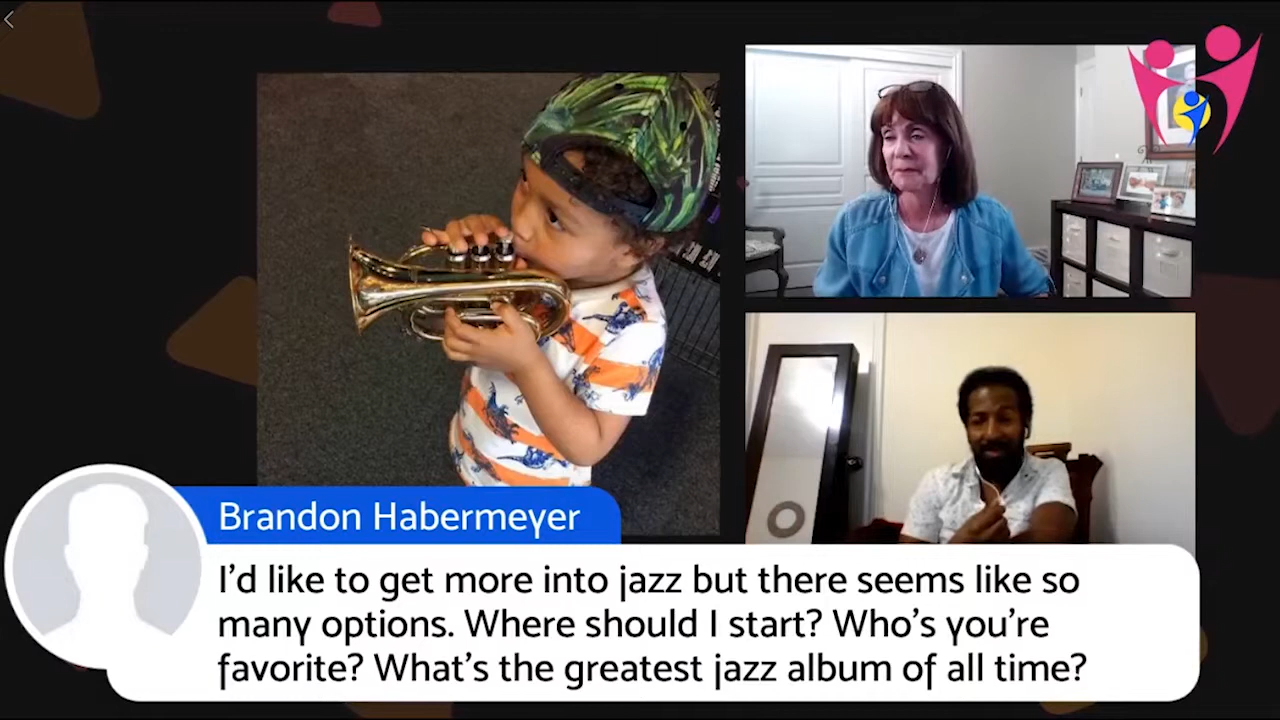 Brandon Habermeyer
I'd like to get more into jazz but there seems like so
many options. Where should I start? Who's you're
favorite? What's the greatest jazz album of all time?